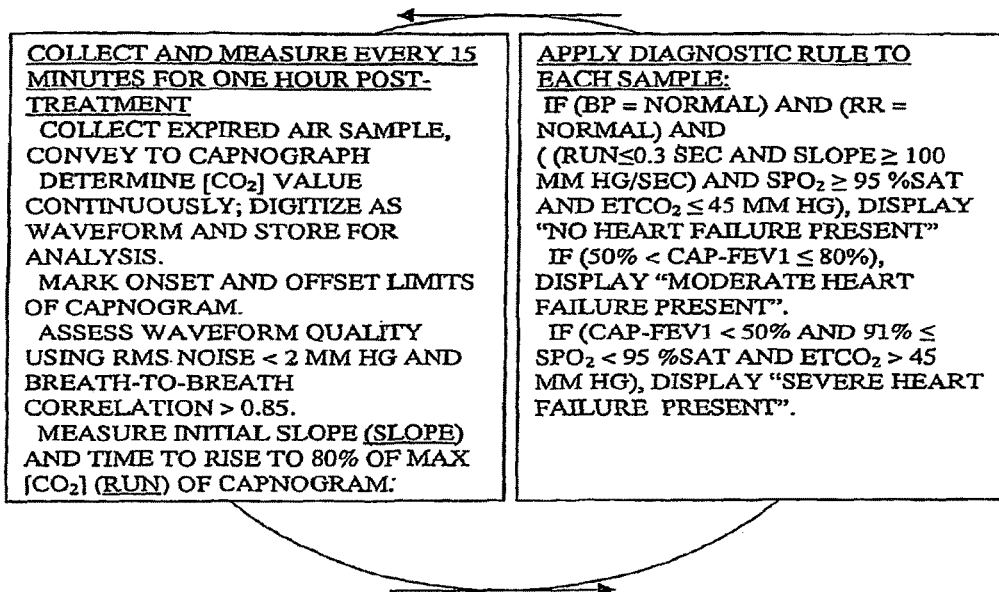 COLLECT AND MEASURE EVERY 15
MINUTES FOR ONE HOUR POST-
TREATMENT
COLLECT EXPIRED AIR SAMPLE,
CONVEY TO CAPNOGRAPH
DETERMINE [CO₂] VALUE
CONTINUOUSLY; DIGITIZE AS
WAVEFORM AND STORE FOR
ANALYSIS.
MARK ONSET AND OFFSET LIMITS
OF CAPNOGRAM.
ASSESS WAVEFORM QUALITY
USING RMS NOISE < 2 MM HG AND
BREATH-TO-BREATH
CORRELATION > 0.85.
MEASURE INITIAL SLOPE (SLOPE)
AND TIME TO RISE TO 80% OF MAX
[CO₂] (RUN) OF CAPNOGRAM.
APPLY DIAGNOSTIC RULE TO
EACH SAMPLE:
IF (BP = NORMAL) AND (RR =
NORMAL) AND
( (RUN≤0.3 SEC AND SLOPE ≥ 100
MM HG/SEC) AND SPO₂ ≥ 95 %SAT
AND ETCO₂ ≤ 45 MM HG), DISPLAY
“NO HEART FAILURE PRESENT”
IF (50% < CAP-FEV1 ≤ 80%),
DISPLAY “MODERATE HEART
FAILURE PRESENT”.
IF (CAP-FEV1 < 50% AND 91% ≤
SPO₂ < 95 %SAT AND ETCO₂ > 45
MM HG), DISPLAY “SEVERE HEART
FAILURE PRESENT”.